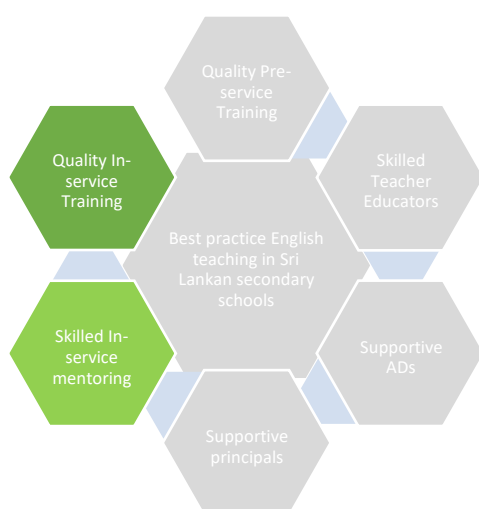 Quality Pre-
service
Training
Quality In-
service
Training
Skilled
Teacher
Educators
Best practice English
teaching in Sri
Lankan secondary
schools
Skilled In-
service
mentoring
Supportive
ADs
Supportive
principals